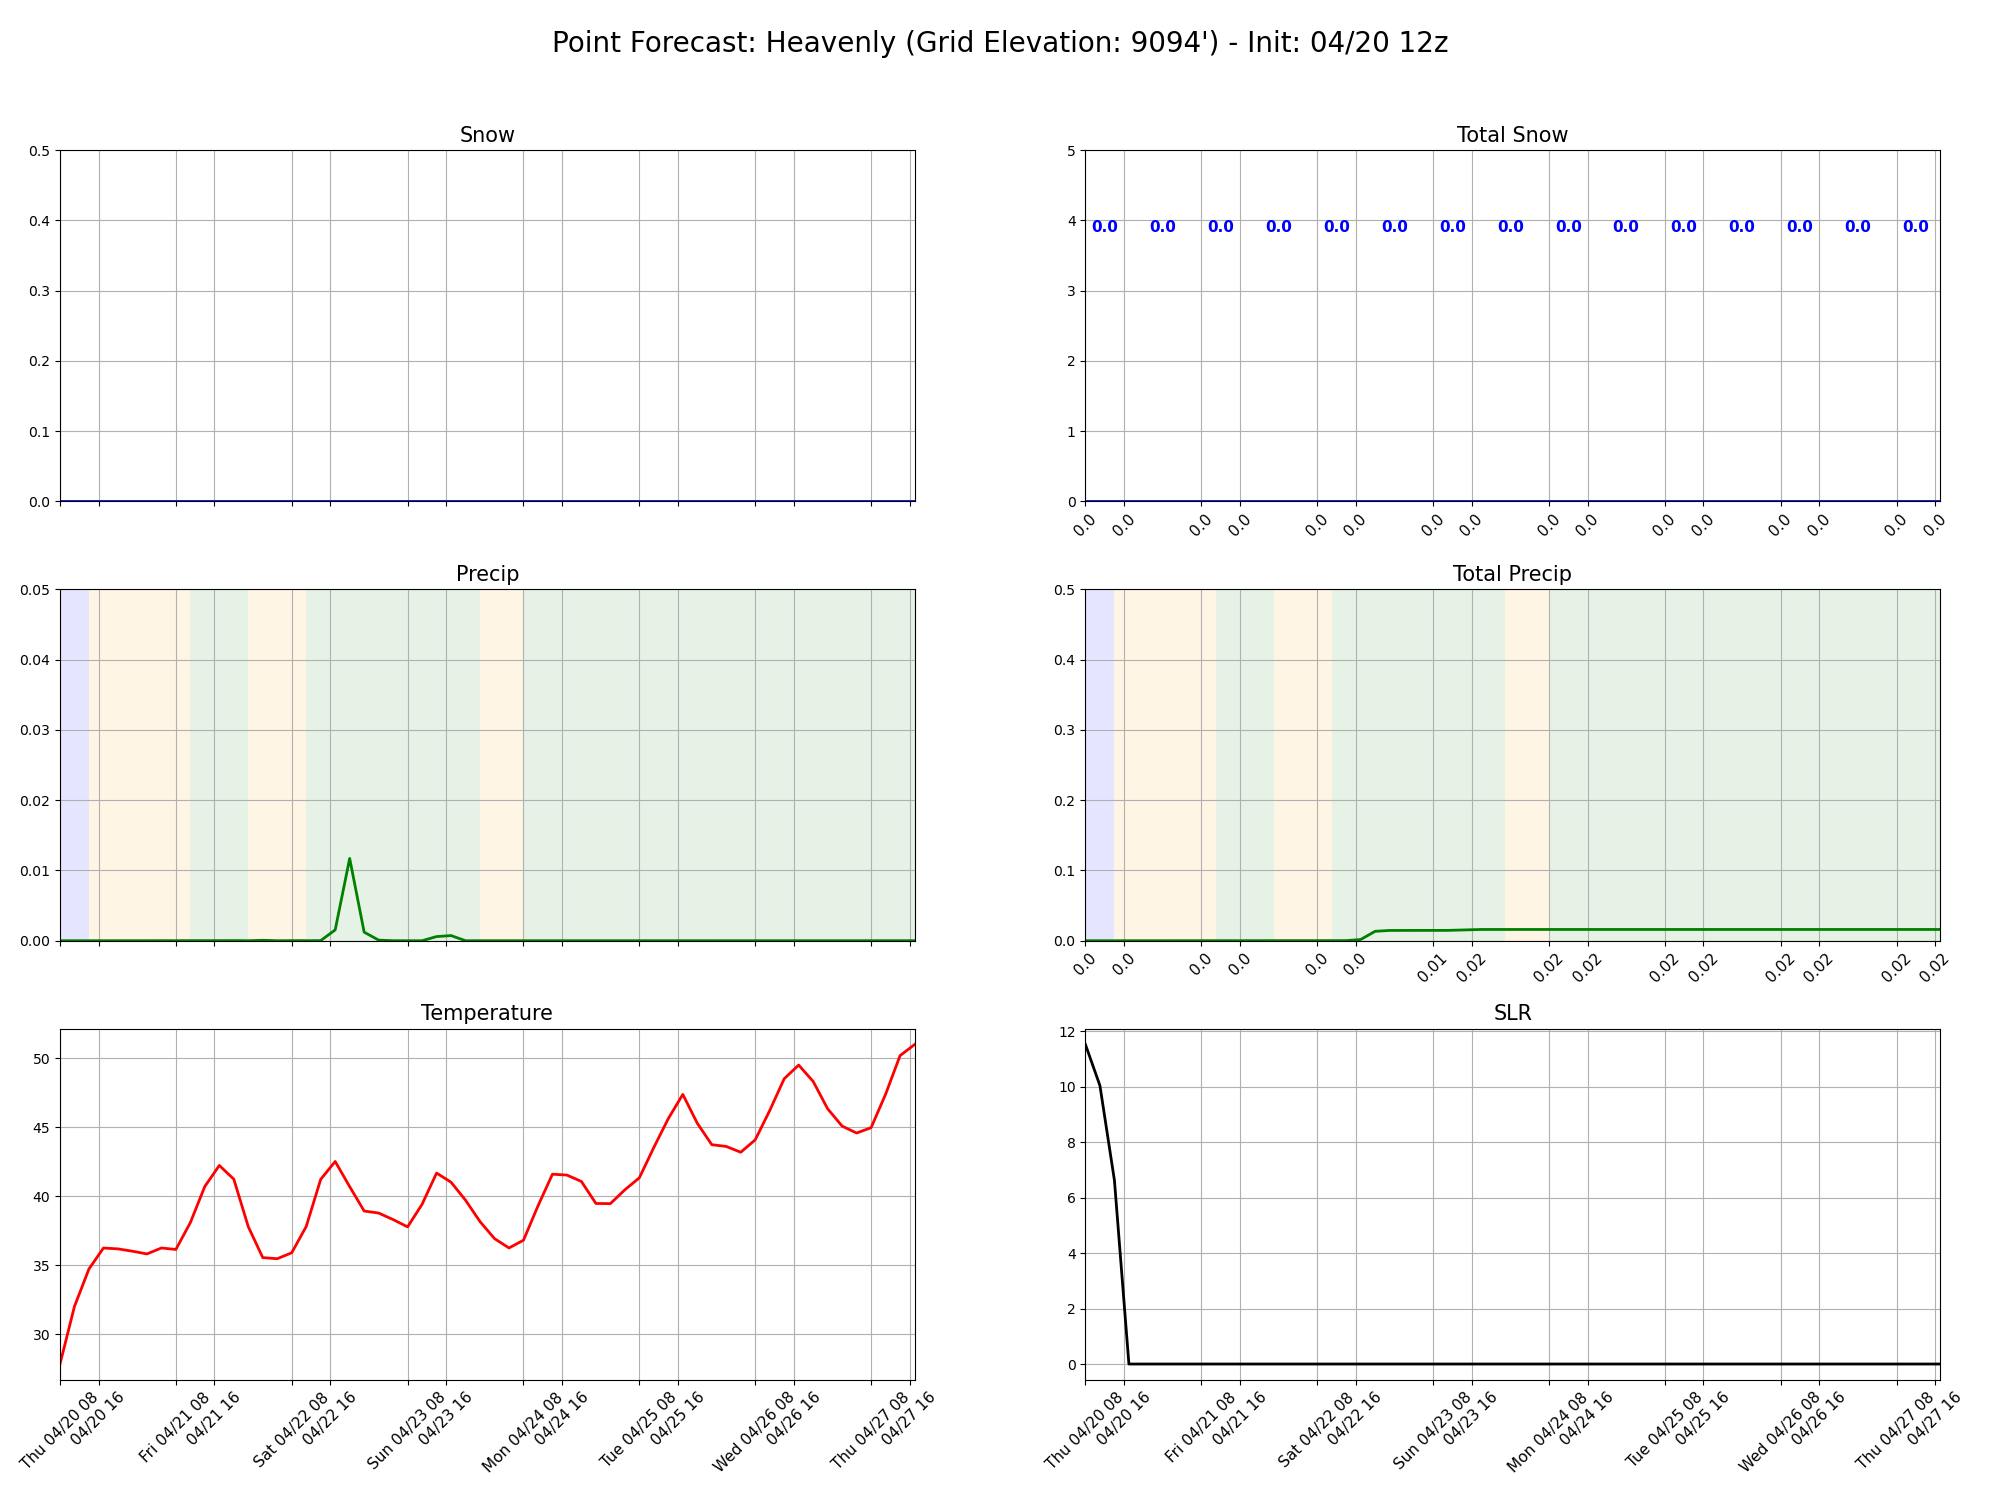 Point Forecast: Heavenly (Grid Elevation: 9094') - Init: 04/20 12z
Snow
0.5
0.4
0.3
0.2
0.1
0.0
Total Snow
5
4
3
2
1
0
0.0 0.0 0.0 0.0 0.0 0.0 0.0 0.0 0.0 0.0 0.0 0.0 0.0 0.0 0.0
0.0 0.0 0.0 0.0 0.0 0.0 0.0 0.0 0.0 0.0 0.0 0.0 0.0 0.0 0.0 0.0
Precip
0.05
0.04
0.03
0.02
0.01
0.00
Total Precip
0.5
0.4
0.3
0.2
0.1
0.0
0.0 0.0 0.0 0.0 0.0 0.0 0.01 0.02 0.02 0.02 0.02 0.02 0.02 0.02 0.02 0.02
Temperature
50
45
40
35
30
Thu 04/20 08
04/20 16
Fri 04/21 08
04/21 16
Sat 04/22 08
04/22 16
Sun 04/23 08
04/23 16
Mon 04/24 08
04/24 16
Tue 04/25 08
04/25 16
Wed 04/26 08
04/26 16
Thu 04/27 08
04/27 16
SLR
12
10
8
6
4
2
0
Thu 04/20 08
04/20 16
Fri 04/21 08
04/21 16
Sat 04/22 08
04/22 16
Sun 04/23 08
04/23 16
Mon 04/24 08
04/24 16
Tue 04/25 08
04/25 16
Wed 04/26 08
04/26 16
Thu 04/27 08
04/27 16